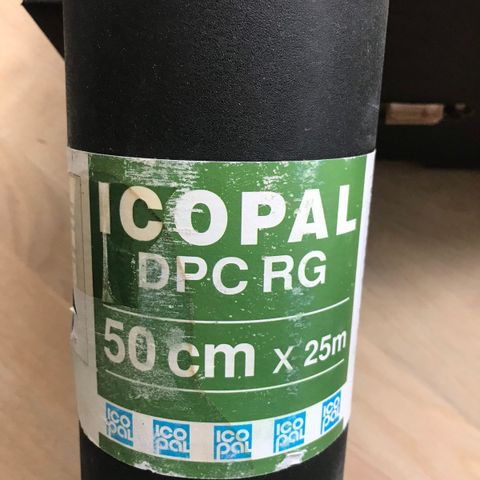 ICOPAL
DPC RG
50 cm x 25m
ICO ICO ICO ICO ICO
PAL PAL PAL PAL PAL